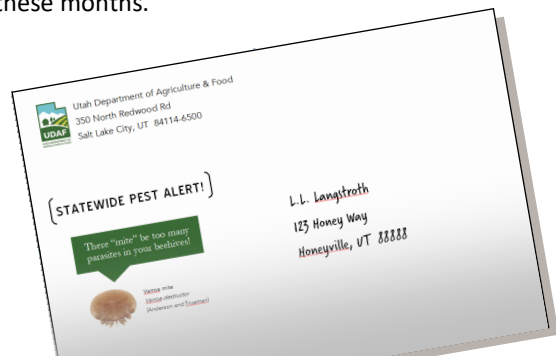 these months.
Utah Department of Agriculture & Food
350 North Redwood Rd
Salt Lake City, UT 84114-6500
UDAF
(STATEWIDE PEST ALERT!)
There "mite" be too many
parasites in your beehives!
Varroa mite
Varroa destructor
(Anderson and Trueman)
L.L. Langstroth
123 Honey Way
Honeyville, UT 88888